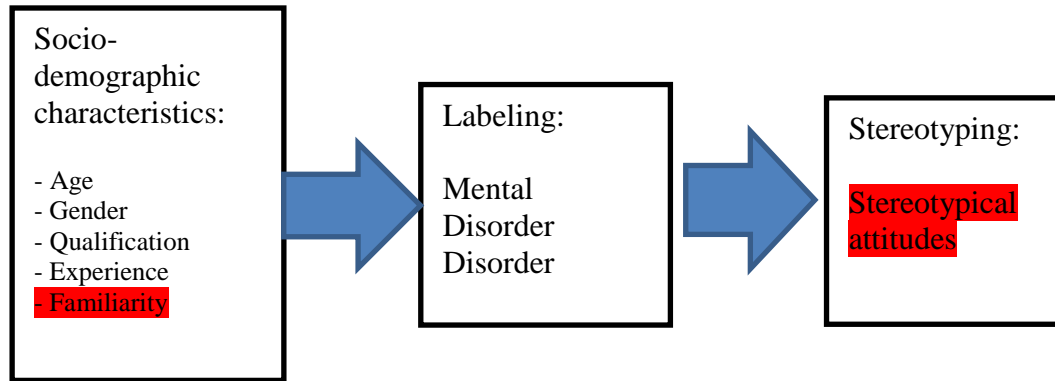 Socio-
demographic
characteristics:
- Age
- Gender
- Qualification
- Experience
- Familiarity
Labeling:
Mental
Disorder
Disorder
Stereotyping:
Stereotypical
attitudes